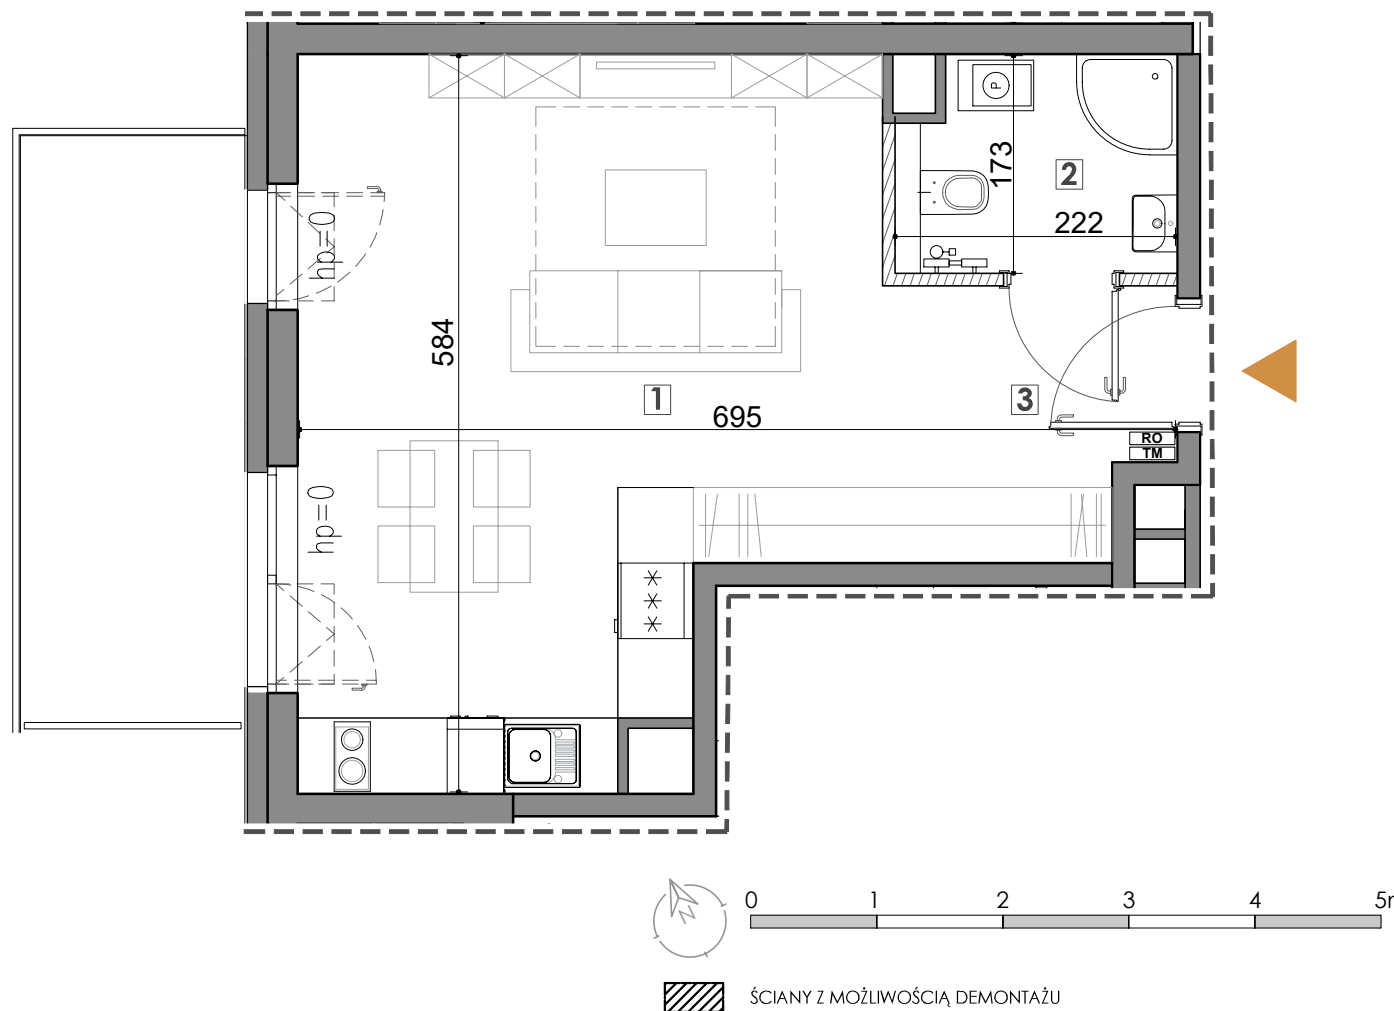 P
173
2
222
hp=0
584
1
3
695
RO
TM
hp=0
N
0 1 2 3 4 5m
ŚCIANY Z MOŻLIWOŚCIĄ DEMONTAŻU